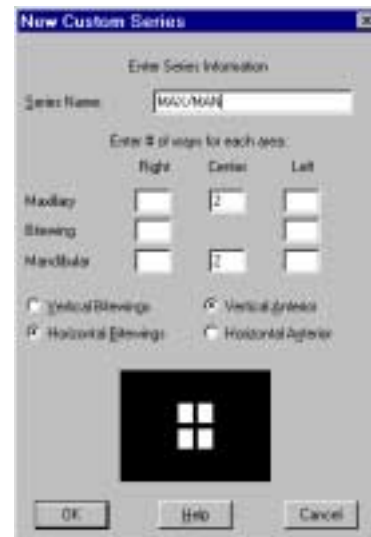 New Custom Series
Enter Series Information
Series Name: MAX/MAN
Enter # of xrays for each area:
Right Center Left
Maxillary 2
Bitewing
Mandibular 2
Vertical Bitewings Vertical Anterior
Horizontal Bitewings Horizontal Anterior
OK Help Cancel